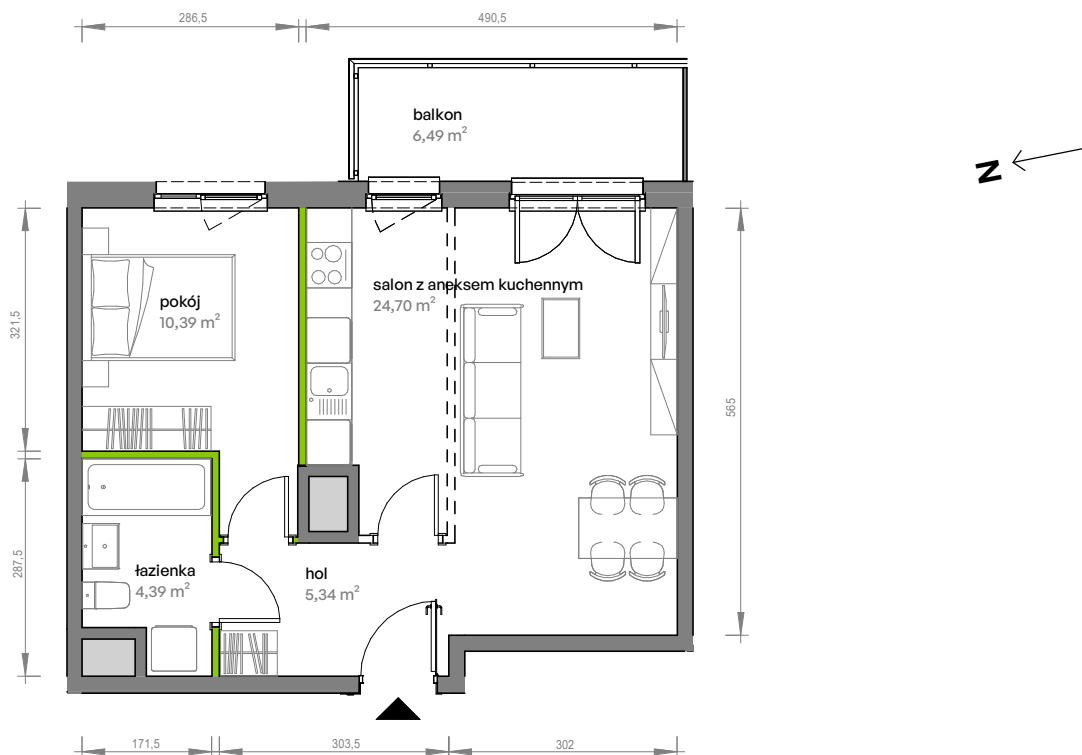 286,5
490,5
balkon
6,49 m²
N
salon z aneksem kuchennym
24,70 m²
pokój
10,39 m²
321,5
565
łazienka
4,39 m²
hol
5,34 m²
287,5
171,5
303,5
302